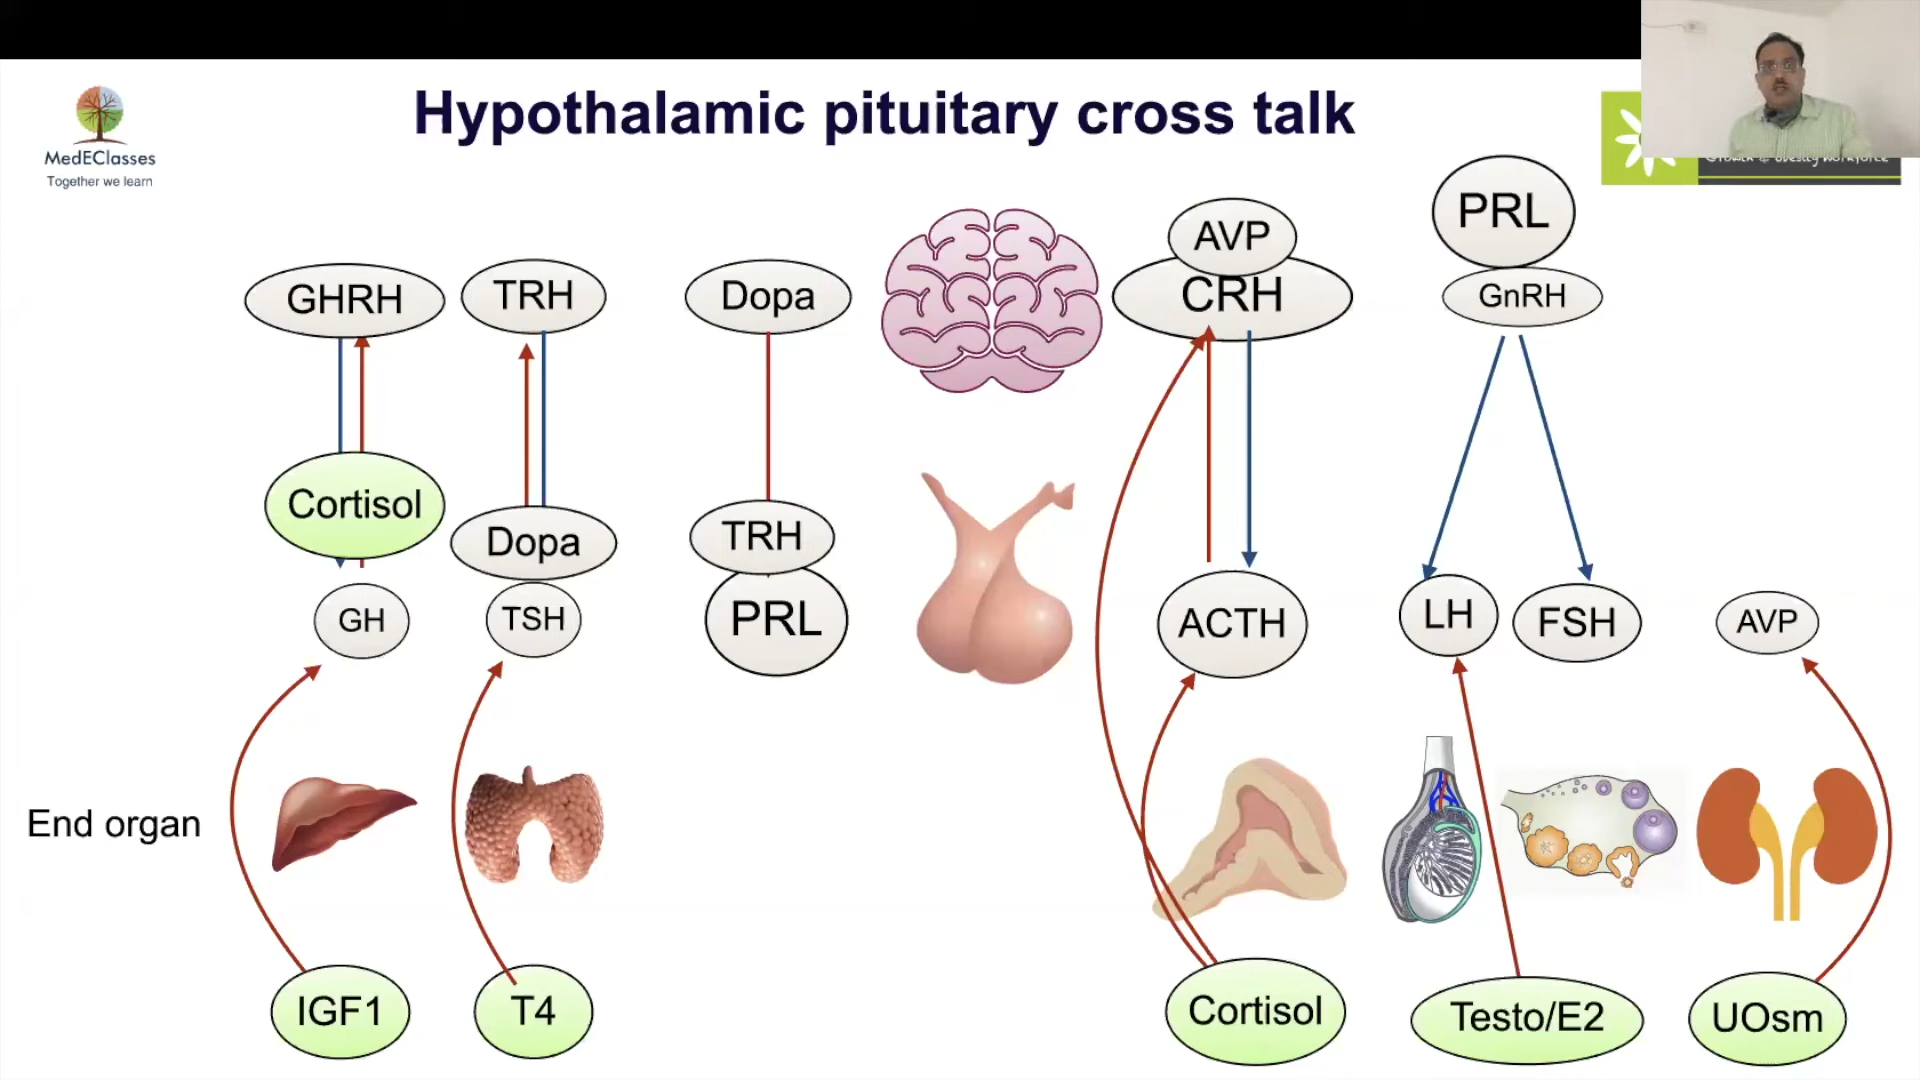 Hypothalamic pituitary cross talk
MedEClasses
Together we learn
PRL
AVP
GHRH
TRH
Dopa
CRH
GnRH
Cortisol
Dopa
TRH
GH
TSH
PRL
ACTH
LH
FSH
AVP
End organ
IGF1
T4
Cortisol
Testo/E2
UOsm